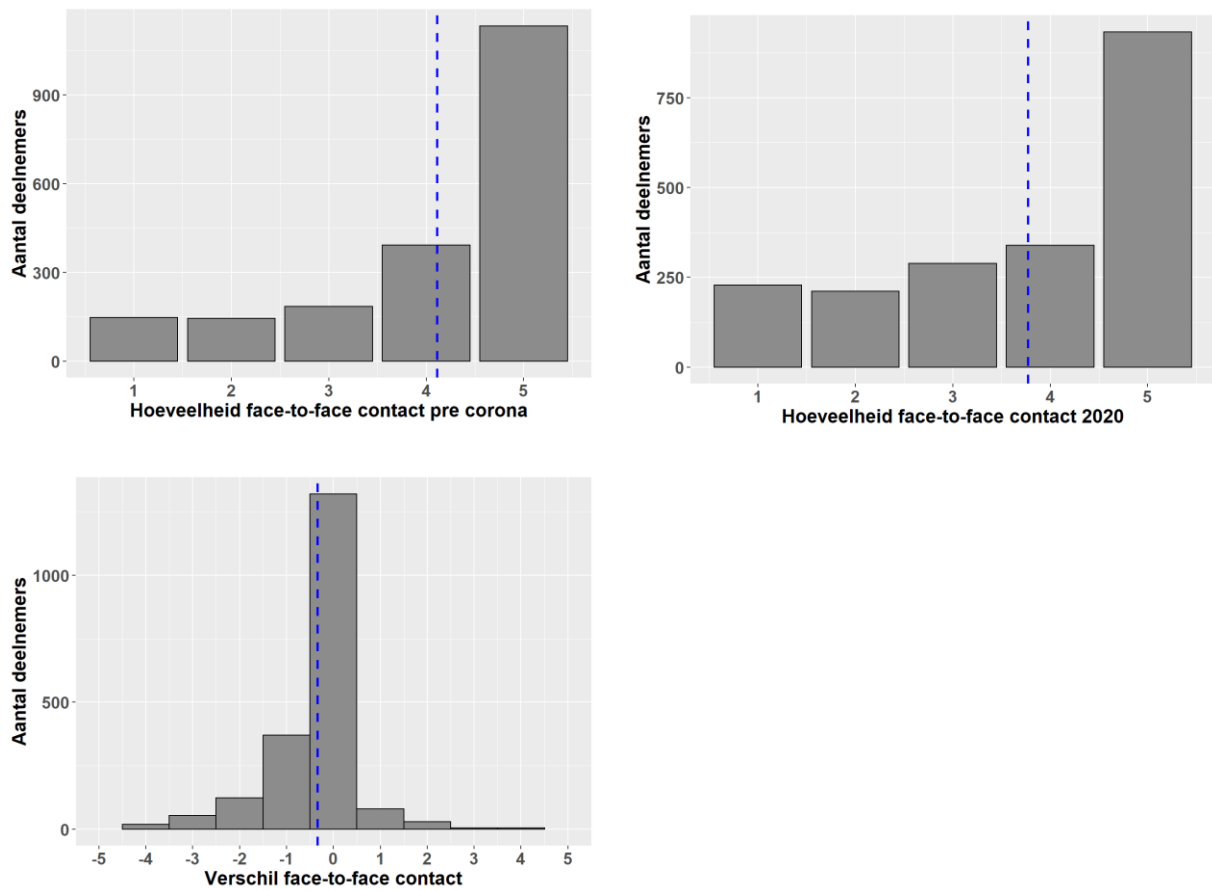 Aantal deelnemers
900
600
300
0
1 2 3 4 5
Hoeveelheid face-to-face contact pre corona
Aantal deelnemers
750
500
250
0
1 2 3 4 5
Hoeveelheid face-to-face contact 2020
Aantal deelnemers
1000
500
0
-5 -4 -3 -2 -1 0 1 2 3 4 5
Verschil face-to-face contact